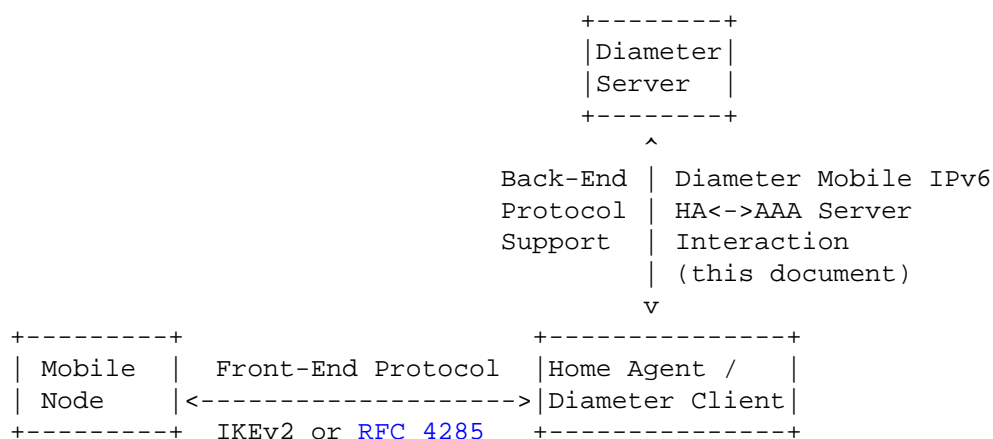 +--------+
|Diameter|
|Server  |
+--------+
^
Back-End | Diameter Mobile IPv6
Protocol | HA<->AAA Server
Support  | Interaction
| (this document)
v
+---------+                      +---------------+
| Mobile  |  Front-End Protocol  |Home Agent /   |
| Node    |<-------------------->|Diameter Client|
+---------+  IKEv2 or RFC 4285   +---------------+